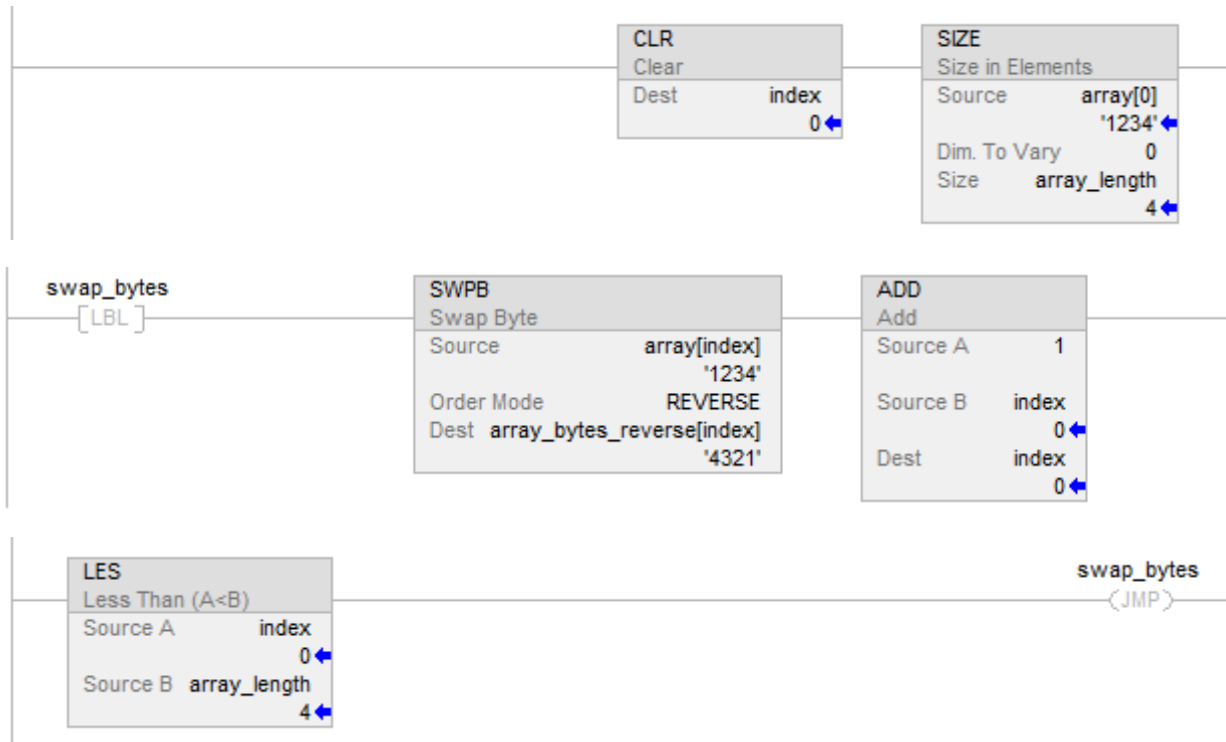 CLR
Clear
Dest index
0
SIZE
Size in Elements
Source array[0]
'1234'
Dim. To Vary 0
Size array_length
4
swap_bytes
LBL
SWPB
Swap Byte
Source array[index]
'1234'
Order Mode REVERSE
Dest array_bytes_reverse[index]
'4321'
ADD
Add
Source A 1
Source B index
0
Dest index
0
LES
Less Than (A<B)
Source A index
0
Source B array_length
4
swap_bytes
JMP